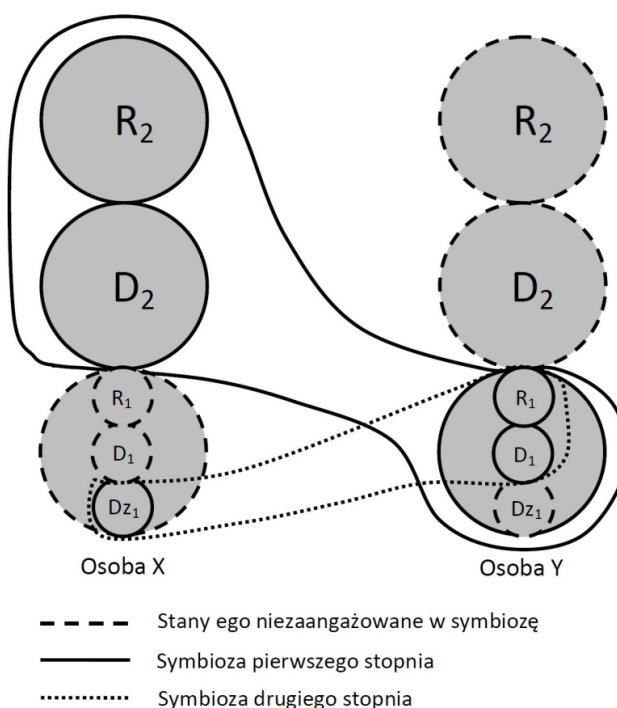 R₂ R₂
D₂ D₂
R₁ R₁
D₁ D₁
Dz₁ Dz₁
Osoba X Osoba Y
Stany ego niezaangażowane w symbiozę
Symbioza pierwszego stopnia
Symbioza drugiego stopnia